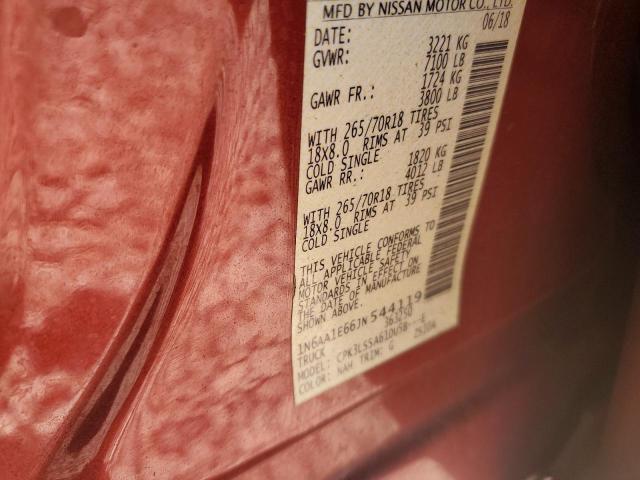 MFD BY NISSAN MOTOR CO., LTD.
DATE: 06/18
GVWR: 3221 KG
7100 LB
GAWR FR.: 1724 KG
3800 LB
WITH 265/70R18 TIRES
18X8.0 RIMS AT 39 PSI
COLD SINGLE
GAWR RR.: 1820 KG
4012 LB
WITH 265/70R18 TIRES
18X8.0 RIMS AT 39 PSI
COLD SINGLE
THIS VEHICLE CONFORMS TO
ALL APPLICABLE FEDERAL
MOTOR VEHICLE SAFETY
STANDARDS IN EFFECT ON
THE DATE OF MANUFACTURE
SHOWN ABOVE.
1N6AA1E66JN544119
TRUCK
MODEL:
COLOR: NAH TRIM: G